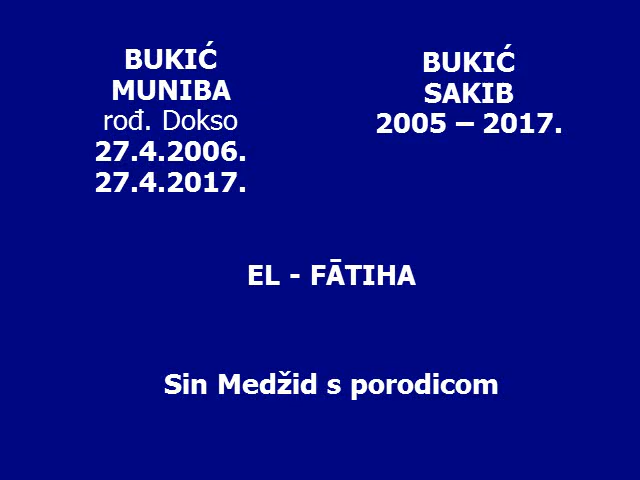 BUKIĆ
MUNIBA
rođ. Dokso
27.4.2006.
27.4.2017.
BUKIĆ
SAKIB
2005 – 2017.
EL - FĀTIHA
Sin Medžid s porodicom